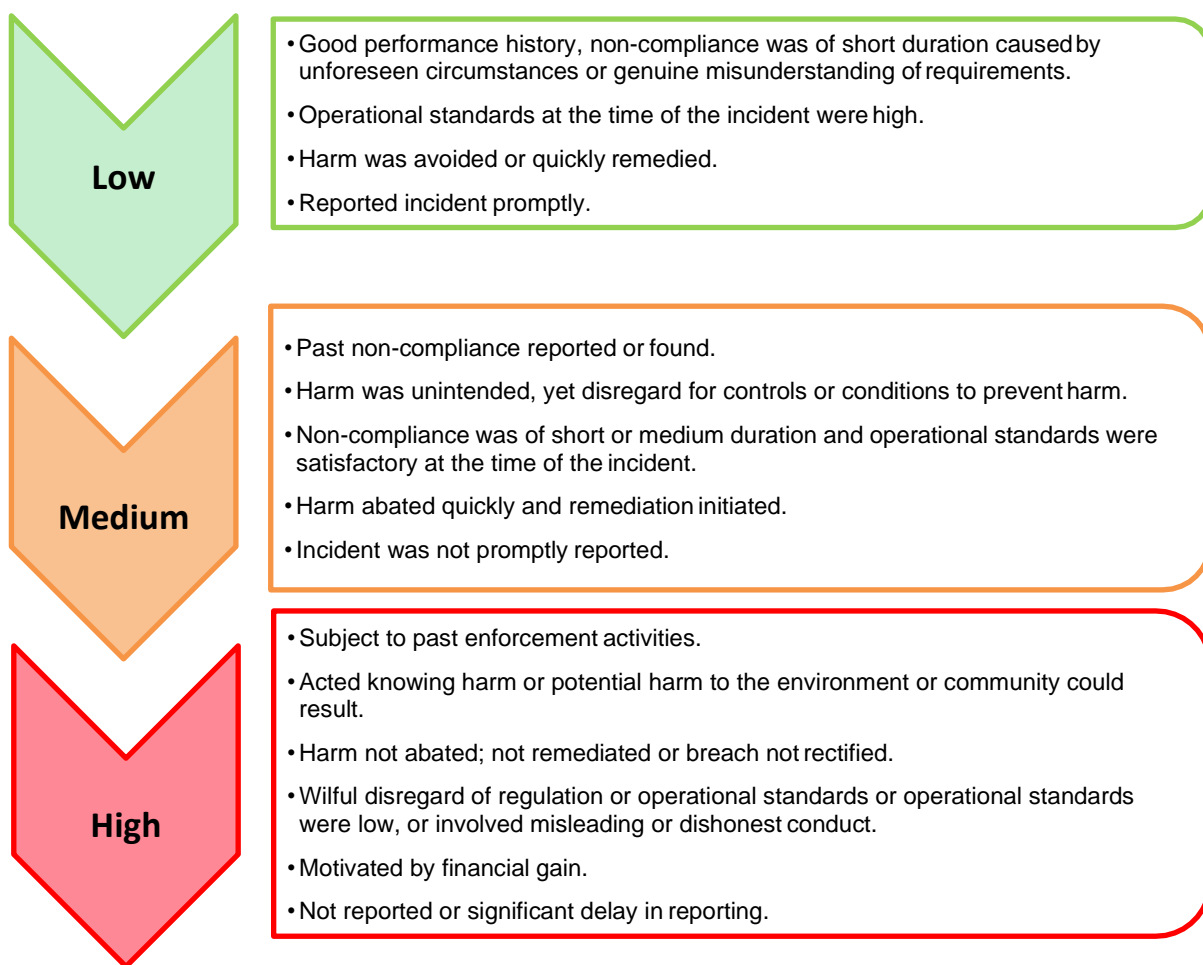 Low
• Good performance history, non-compliance was of short duration caused by
unforeseen circumstances or genuine misunderstanding of requirements.
• Operational standards at the time of the incident were high.
• Harm was avoided or quickly remedied.
• Reported incident promptly.
Medium
• Past non-compliance reported or found.
• Harm was unintended, yet disregard for controls or conditions to prevent harm.
• Non-compliance was of short or medium duration and operational standards were
satisfactory at the time of the incident.
• Harm abated quickly and remediation initiated.
• Incident was not promptly reported.
High
• Subject to past enforcement activities.
• Acted knowing harm or potential harm to the environment or community could
result.
• Harm not abated; not remediated or breach not rectified.
• Wilful disregard of regulation or operational standards or operational standards
were low, or involved misleading or dishonest conduct.
• Motivated by financial gain.
• Not reported or significant delay in reporting.